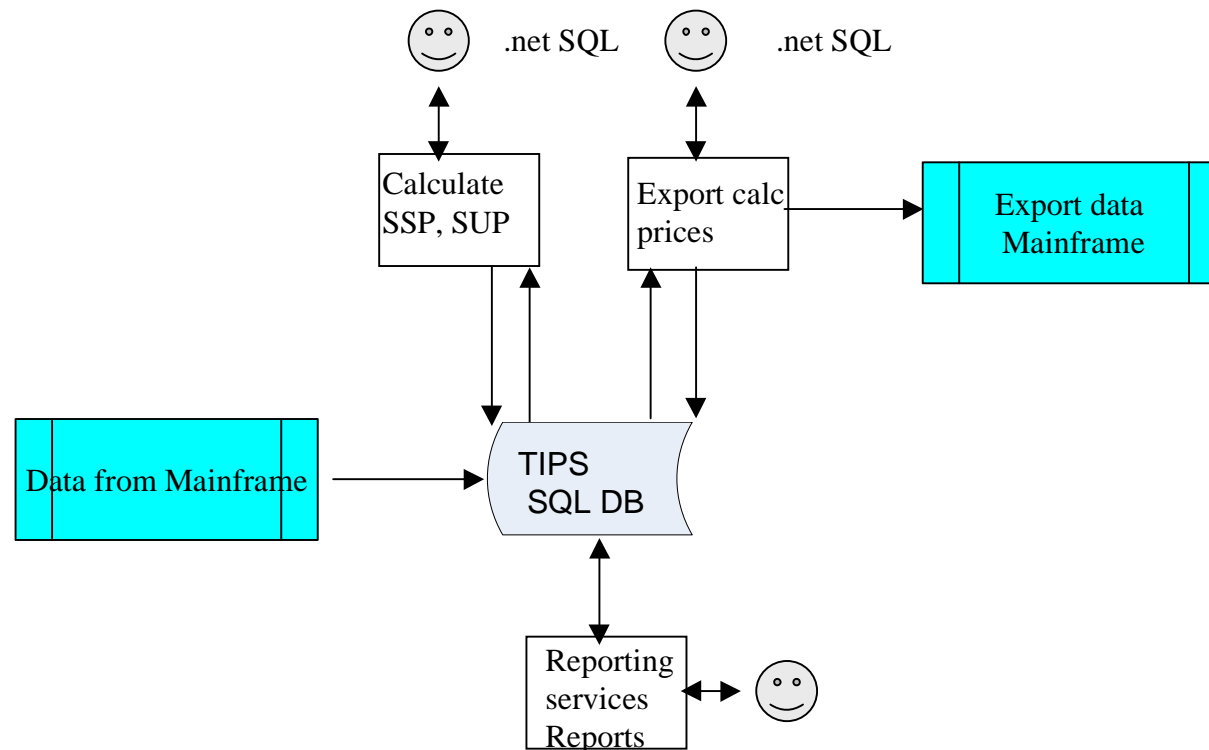 .net SQL
.net SQL
Calculate
SSP, SUP
Export calc
prices
Export data
Mainframe
Data from Mainframe
TIPS
SQL DB
Reporting
services
Reports